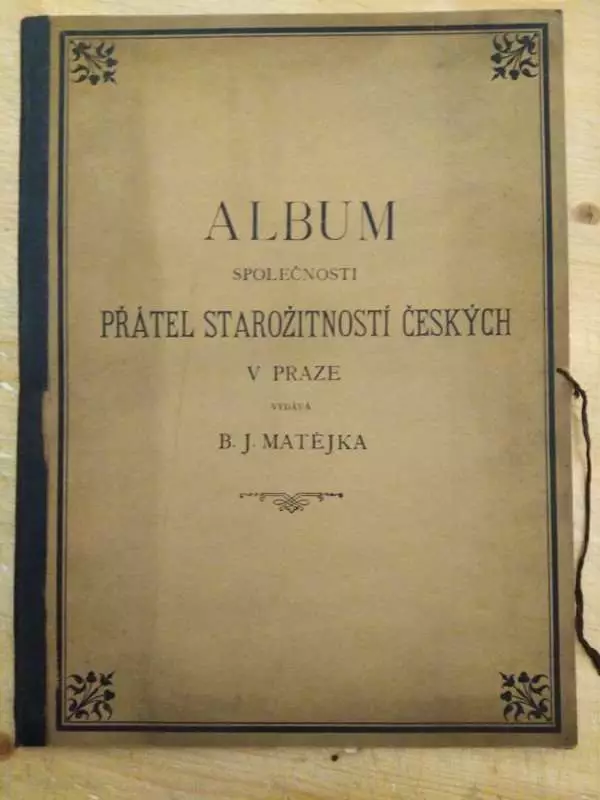 ALBUM
SPOLEČNOSTI
PŘÁTEL STAROŽITNOSTÍ ČESKÝCH
V PRAZE
VYDÁVÁ
B. J. MATĚJKA